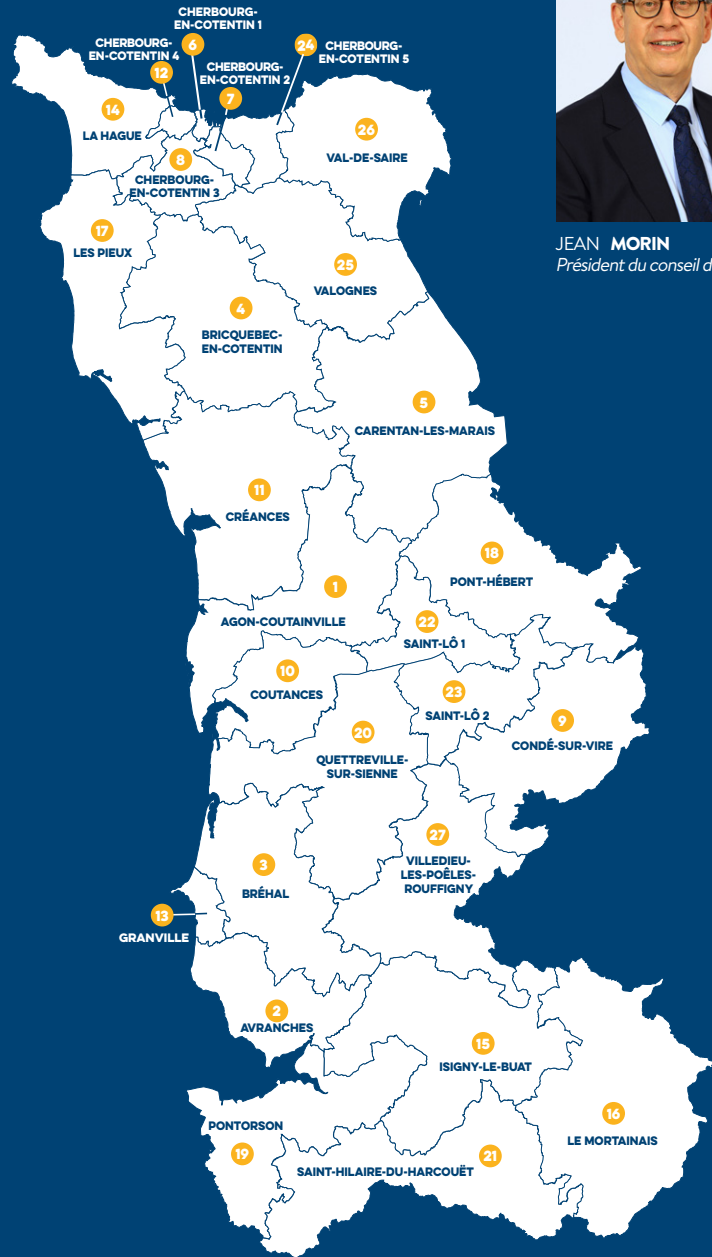 CHERBOURG-
EN-COTENTIN 1
6
CHERBOURG-
EN-COTENTIN 4
12
CHERBOURG-
EN-COTENTIN 2
7
24
CHERBOURG-
EN-COTENTIN 5
14
LA HAGUE
26
VAL-DE-SAIRE
8
CHERBOURG-
EN-COTENTIN 3
17
LES PIEUX
JEAN MORIN
Président du conseil d
25
VALOGNES
4
BRICQUEBEC-
EN-COTENTIN
5
CARENTAN-LES-MARAIS
11
CRÉANCES
18
PONT-HÉBERT
1
AGON-COUTAINVILLE
22
SAINT-LÔ 1
10
COUTANCES
23
SAINT-LÔ 2
9
CONDÉ-SUR-VIRE
20
QUETTREVILLE-
SUR-SIENNE
27
VILLEDIEU-
LES-POÊLES-
ROUFFIGNY
3
BRÉHAL
13
GRANVILLE
2
AVRANCHES
15
ISIGNY-LE-BUAT
16
LE MORTAINAIS
PONTORSON
19
21
SAINT-HILAIRE-DU-HARCOUËT